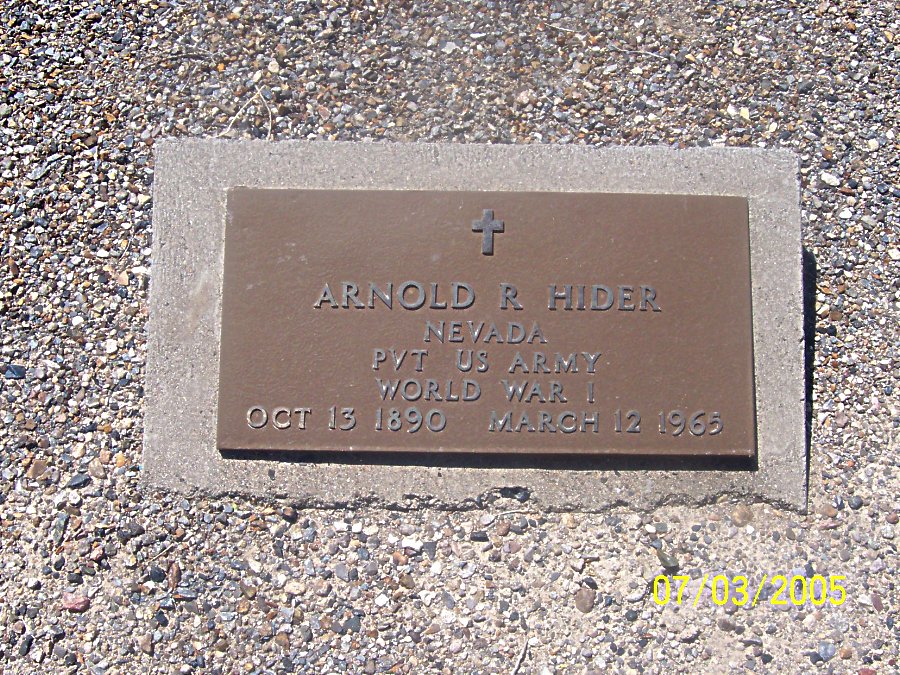 ARNOLD R HIDER
NEVADA
PVT US ARMY
WORLD WAR I
OCT 13 1890 MARCH 12 1965
07/03/2005